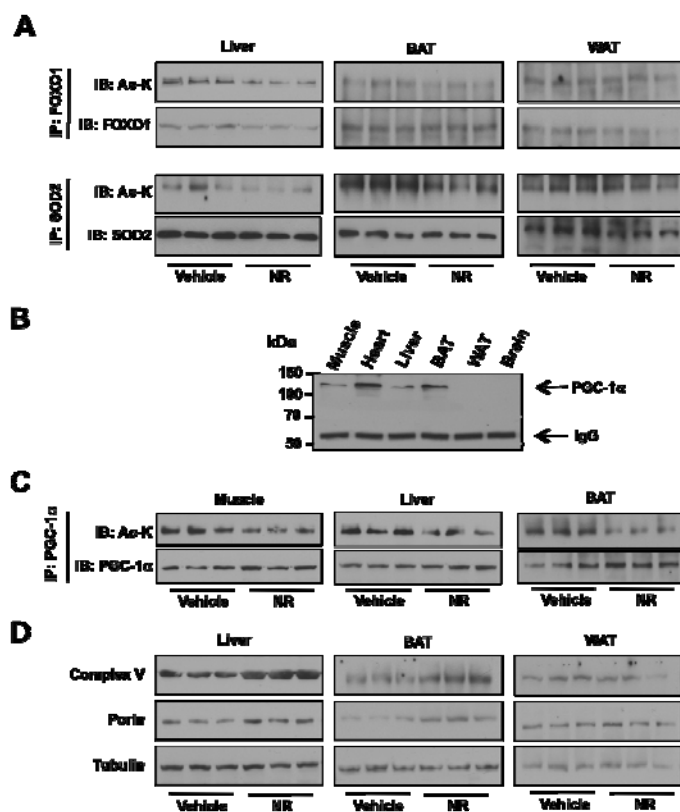 A
Liver BAT WAT
IP: FOXO1
IB: Ac-K
IB: FOXO1
IP: SOD2
IB: Ac-K
IB: SOD2
Vehicle NR Vehicle NR Vehicle NR
B
kDa Muscle Heart Liver BAT WAT Brain
150
100
70
50
PGC-1α
IgG
C
Muscle Liver BAT
IP: PGC-1α
IB: Ac-K
IB: PGC-1α
Vehicle NR Vehicle NR Vehicle NR
D
Liver BAT WAT
Complex V
Porin
Tubulin
Vehicle NR Vehicle NR Vehicle NR